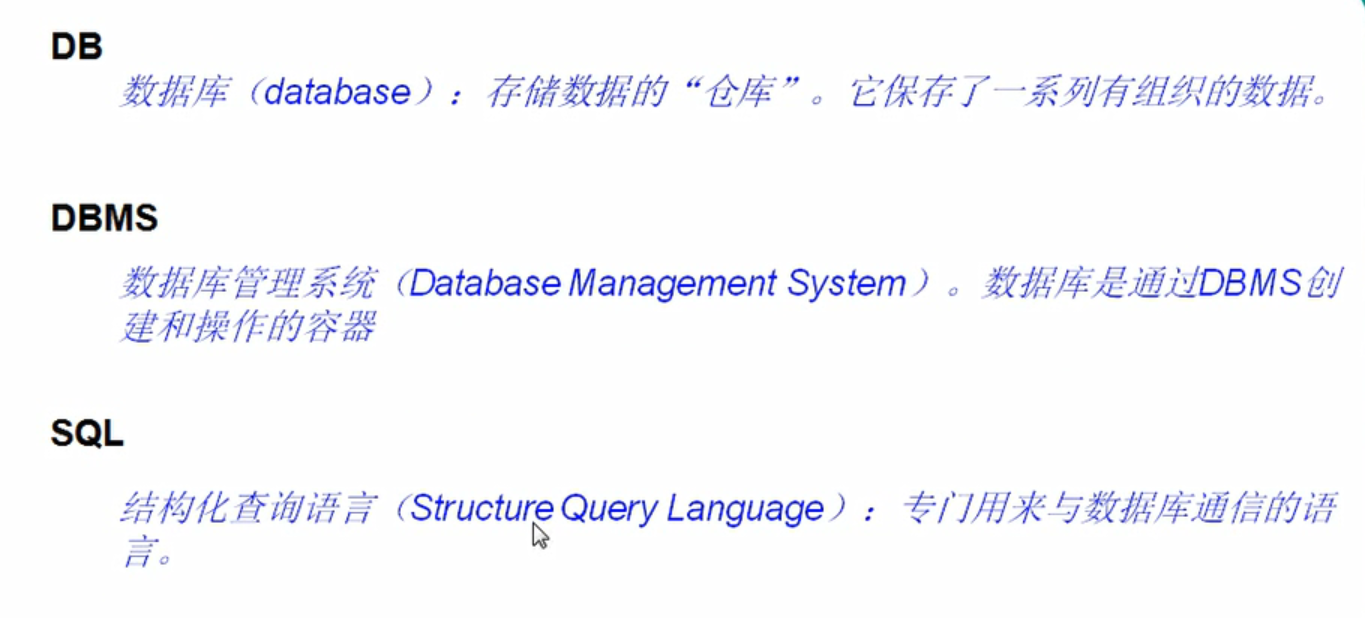 DB
数据库（database）：存储数据的“仓库”。它保存了一系列有组织的数据。
DBMS
数据库管理系统（Database Management System）。数据库是通过DBMS创
建和操作的容器
SQL
结构化查询语言（Structure Query Language）：专门用来与数据库通信的语
言。